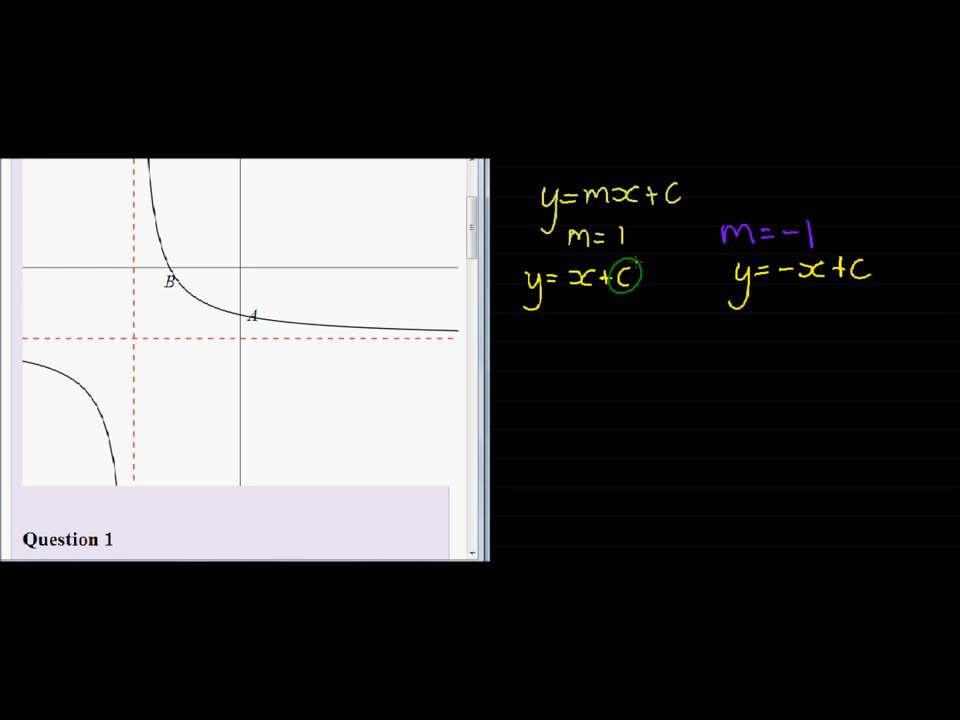 B
A
Question 1
y = mx + c
m = 1
y = x + c
m = -1
y = -x + c